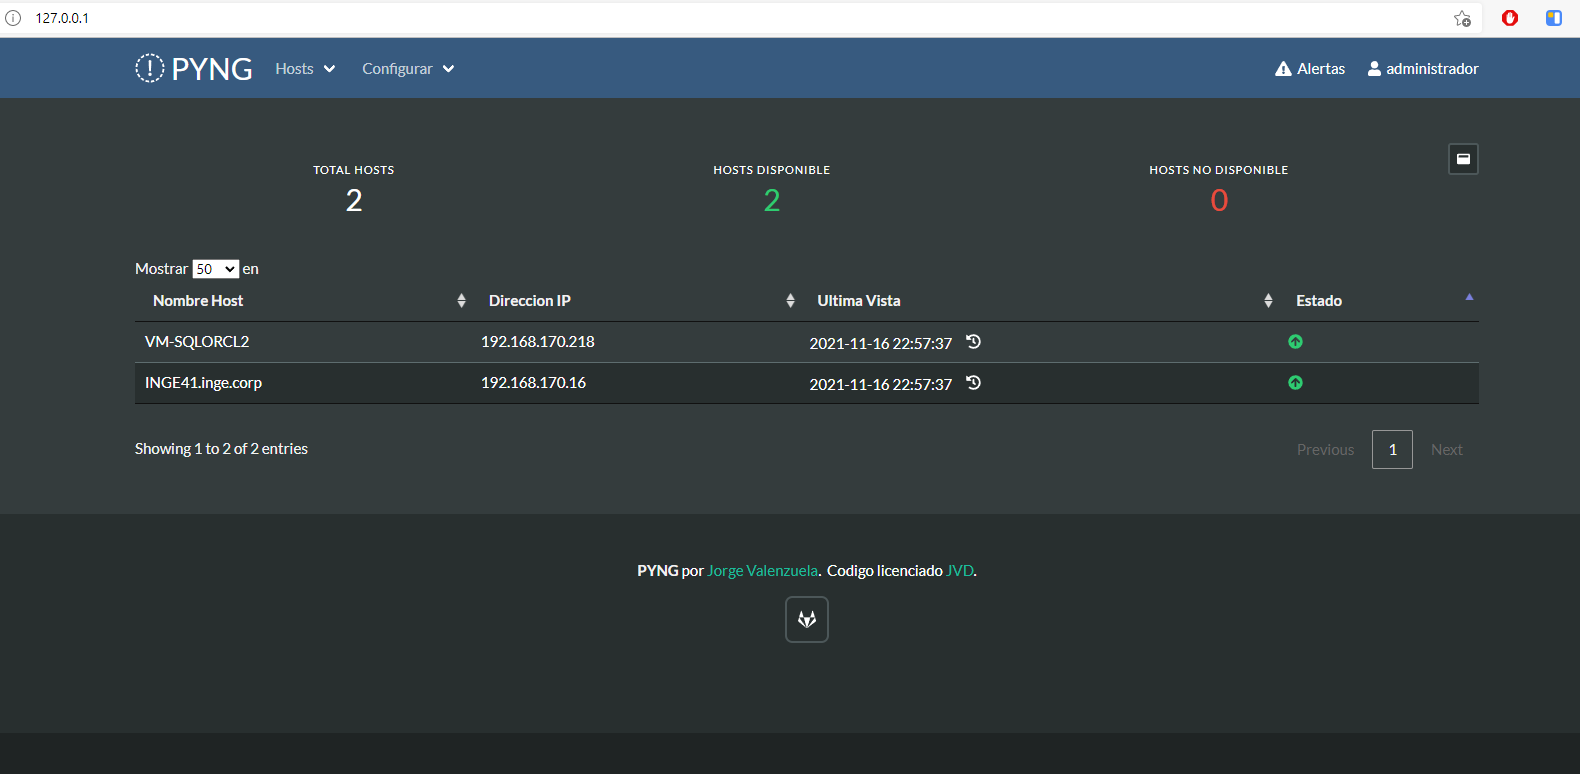 127.0.0.1
PYNG Hosts Configurar Alertas administrador
TOTAL HOSTS HOSTS DISPONIBLE HOSTS NO DISPONIBLE
2 2 0
Mostrar 50 en
Nombre Host Direccion IP Ultima Vista Estado
VM-SQLORCL2 192.168.170.218 2021-11-16 22:57:37
INGE41.inge.corp 192.168.170.16 2021-11-16 22:57:37
Showing 1 to 2 of 2 entries Previous 1 Next
PYNG por Jorge Valenzuela. Codigo licenciado JVD.